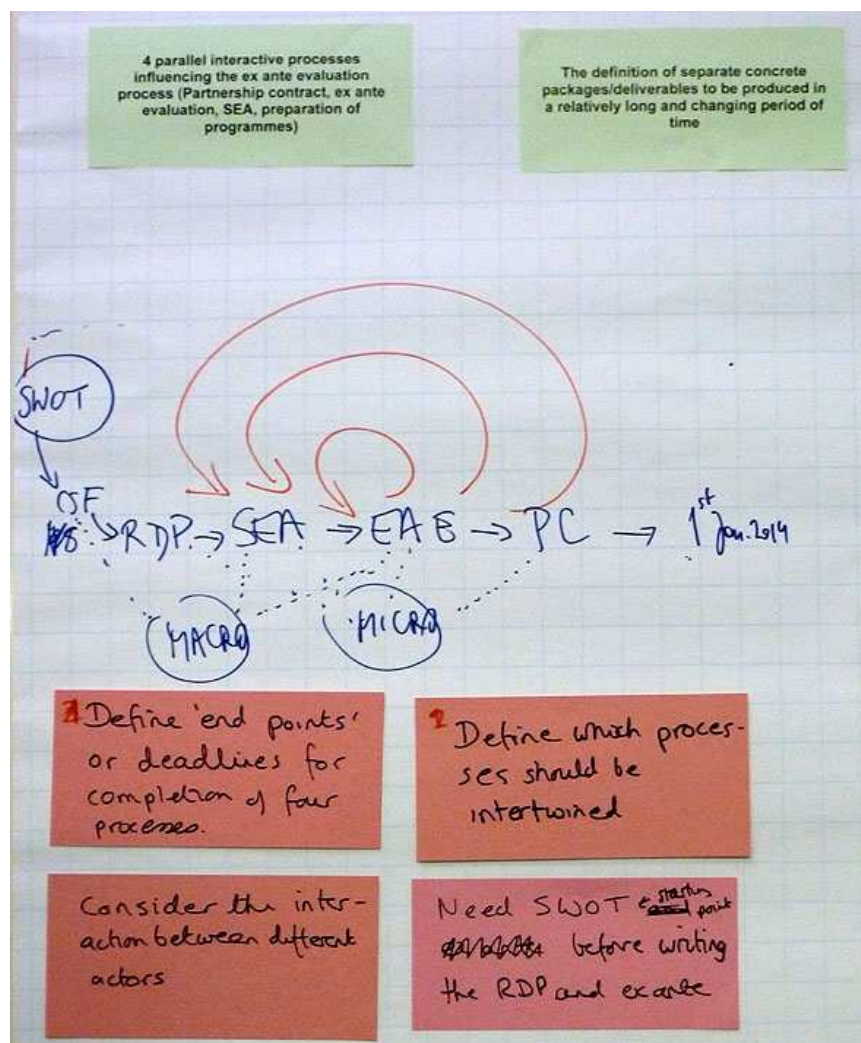 4 parallel interactive processes
influencing the ex ante evaluation
process (Partnership contract, ex ante
evaluation, SEA, preparation of
programmes)
The definition of separate concrete
packages/deliverables to be produced in
a relatively long and changing period of
time
SWOT
CSF
→ RDP. → SEA → EAE → PC → 1st Jan. 2014
MACRO
MICRO
Define 'end points'
or deadlines for
completion of four
processes.
2 Define which proces-
ses should be
intertwined
Consider the inter-
action between different
actors
Need SWOT & starting point
before writing
the RDP and ex ante